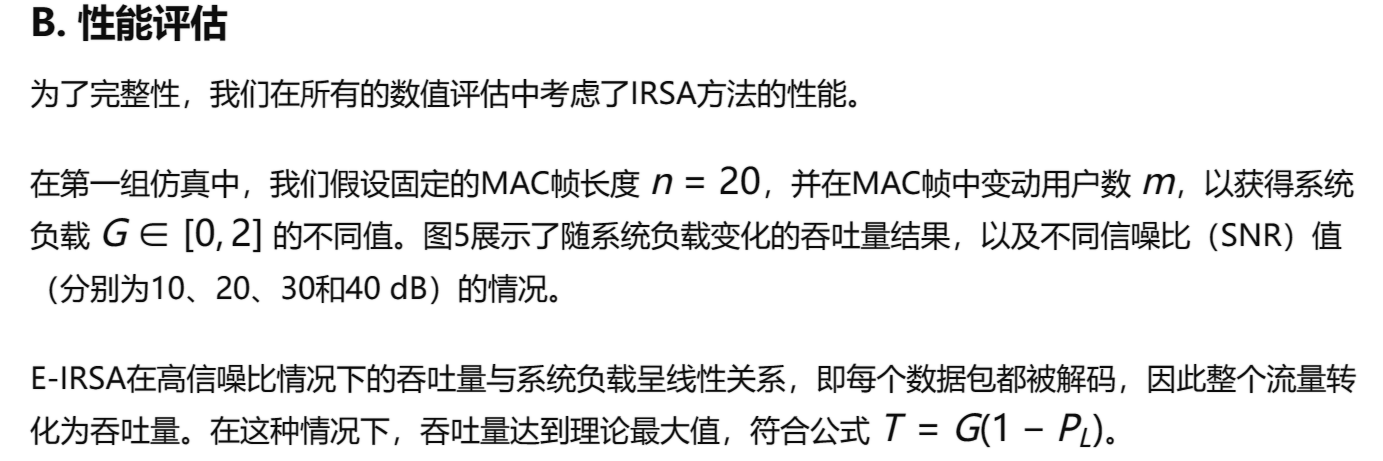 B. 性能评估
为了完整性，我们在所有的数值评估中考虑了IRSA方法的性能。
在第一组仿真中，我们假设固定的MAC帧长度 n = 20，并在MAC帧中变动用户数 m，以获得系统
负载 G ∈ [0, 2] 的不同值。图5展示了随系统负载变化的吞吐量结果，以及不同信噪比（SNR）值
（分别为10、20、30和40 dB）的情况。
E-IRSA在高信噪比情况下的吞吐量与系统负载呈线性关系，即每个数据包都被解码，因此整个流量转
化为吞吐量。在这种情况下，吞吐量达到理论最大值，符合公式 T = G(1 − P_L)。